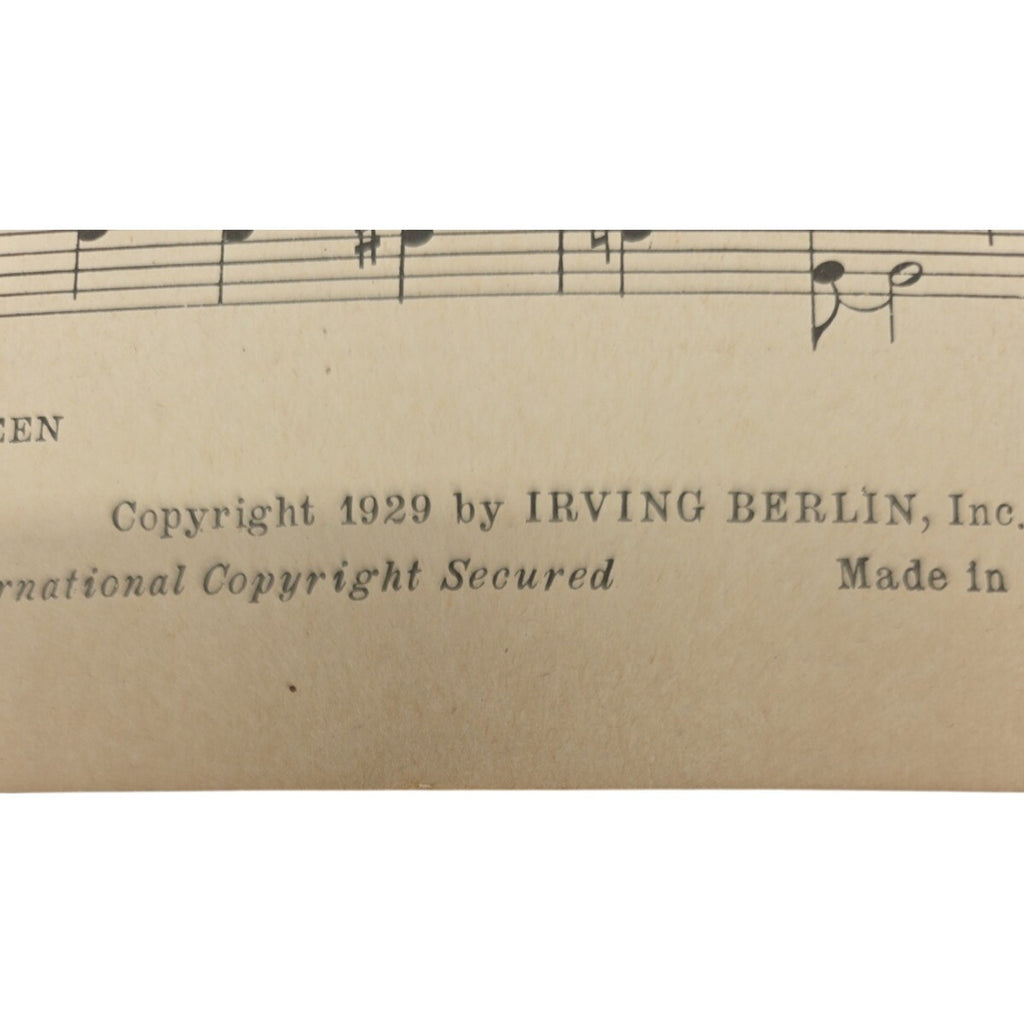 EEN
Copyright 1929 by IRVING BERLIN, Inc.
rnational Copyright Secured
Made in